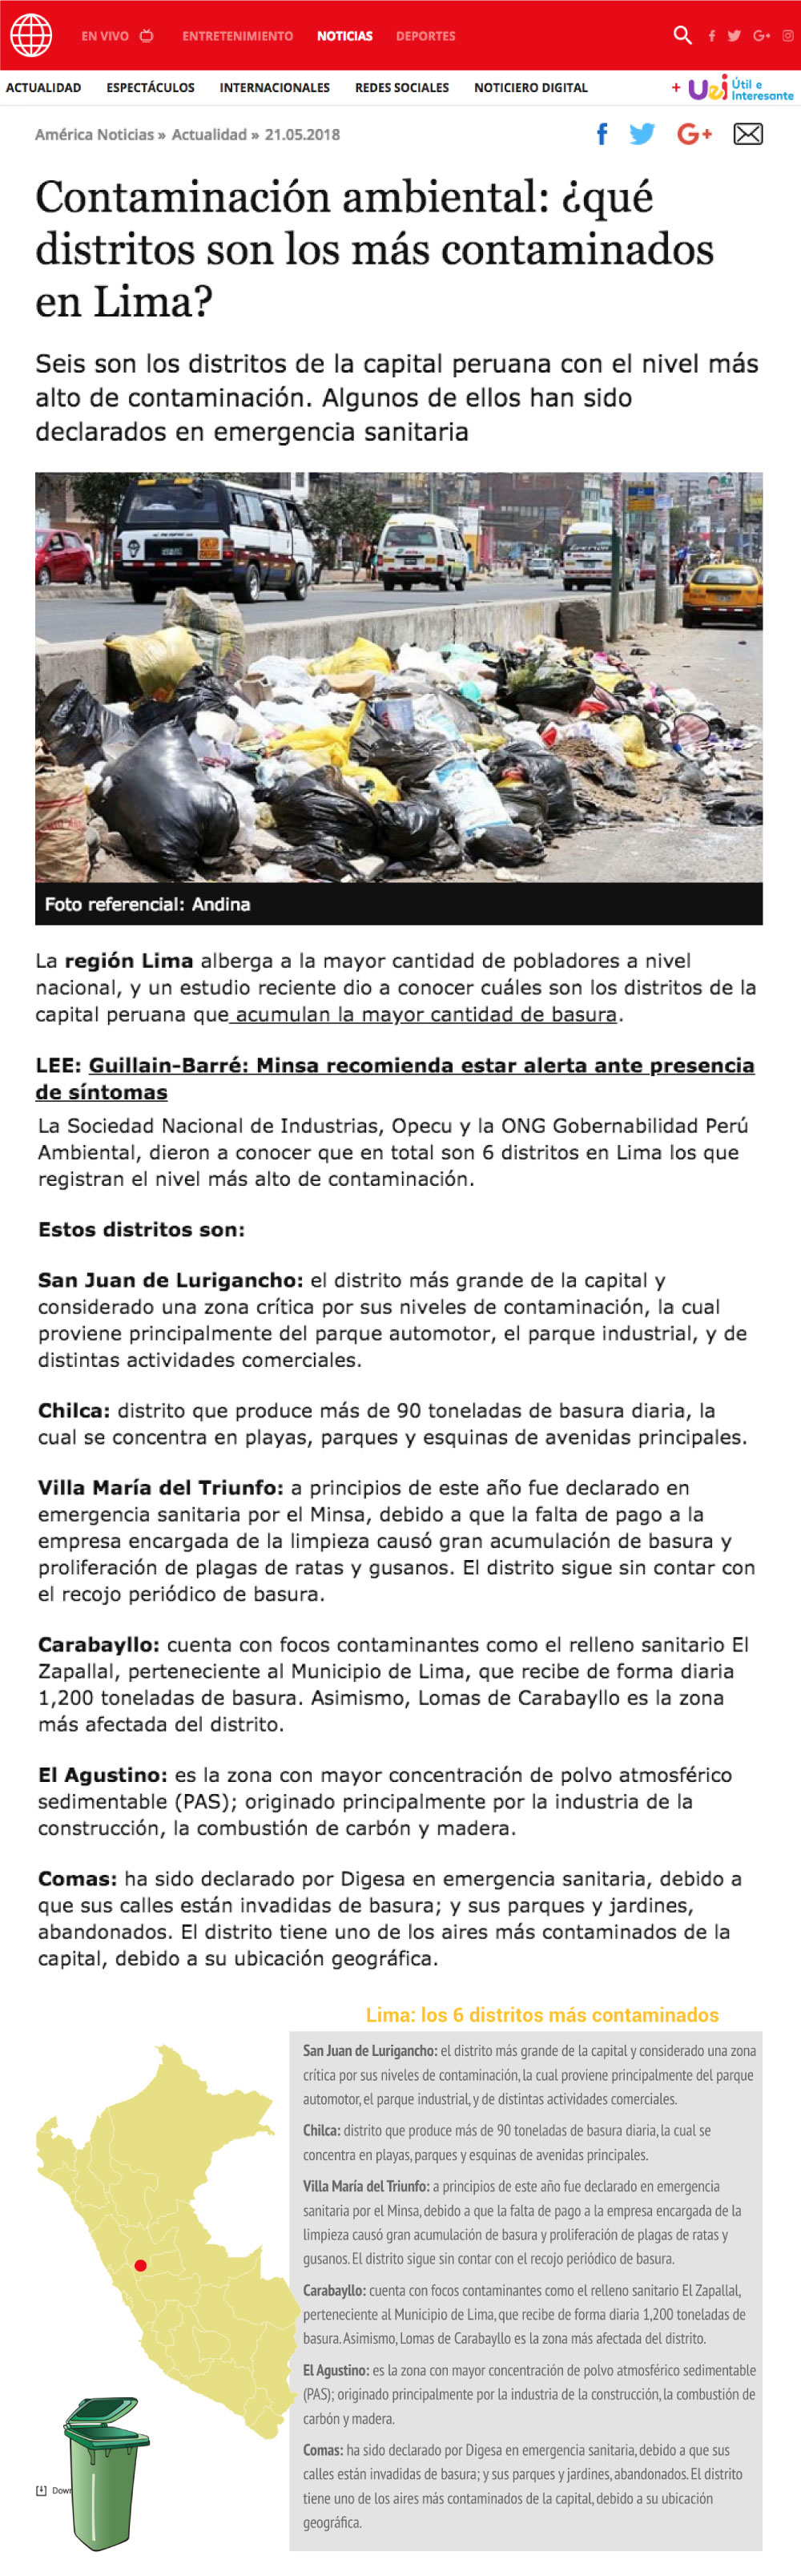 EN VIVO ENTRETENIMIENTO NOTICIAS DEPORTES
ACTUALIDAD ESPECTÁCULOS INTERNACIONALES REDES SOCIALES NOTICIERO DIGITAL + Uei Útil e
Interesante
América Noticias » Actualidad » 21.05.2018
Contaminación ambiental: ¿qué
distritos son los más contaminados
en Lima?
Seis son los distritos de la capital peruana con el nivel más
alto de contaminación. Algunos de ellos han sido
declarados en emergencia sanitaria
Foto referencial: Andina
La región Lima alberga a la mayor cantidad de pobladores a nivel
nacional, y un estudio reciente dio a conocer cuáles son los distritos de la
capital peruana que acumulan la mayor cantidad de basura.
LEE: Guillain-Barré: Minsa recomienda estar alerta ante presencia
de síntomas
La Sociedad Nacional de Industrias, Opecu y la ONG Gobernabilidad Perú
Ambiental, dieron a conocer que en total son 6 distritos en Lima los que
registran el nivel más alto de contaminación.
Estos distritos son:
San Juan de Lurigancho: el distrito más grande de la capital y
considerado una zona crítica por sus niveles de contaminación, la cual
proviene principalmente del parque automotor, el parque industrial, y de
distintas actividades comerciales.
Chilca: distrito que produce más de 90 toneladas de basura diaria, la
cual se concentra en playas, parques y esquinas de avenidas principales.
Villa María del Triunfo: a principios de este año fue declarado en
emergencia sanitaria por el Minsa, debido a que la falta de pago a la
empresa encargada de la limpieza causó gran acumulación de basura y
proliferación de plagas de ratas y gusanos. El distrito sigue sin contar con
el recojo periódico de basura.
Carabayllo: cuenta con focos contaminantes como el relleno sanitario El
Zapallal, perteneciente al Municipio de Lima, que recibe de forma diaria
1,200 toneladas de basura. Asimismo, Lomas de Carabayllo es la zona
más afectada del distrito.
El Agustino: es la zona con mayor concentración de polvo atmosférico
sedimentable (PAS); originado principalmente por la industria de la
construcción, la combustión de carbón y madera.
Comas: ha sido declarado por Digesa en emergencia sanitaria, debido a
que sus calles están invadidas de basura; y sus parques y jardines,
abandonados. El distrito tiene uno de los aires más contaminados de la
capital, debido a su ubicación geográfica.
Lima: los 6 distritos más contaminados
San Juan de Lurigancho: el distrito más grande de la capital y considerado una zona
crítica por sus niveles de contaminación, la cual proviene principalmente del parque
automotor, el parque industrial, y de distintas actividades comerciales.
Chilca: distrito que produce más de 90 toneladas de basura diaria, la cual se
concentra en playas, parques y esquinas de avenidas principales.
Villa María del Triunfo: a principios de este año fue declarado en emergencia
sanitaria por el Minsa, debido a que la falta de pago a la empresa encargada de la
limpieza causó gran acumulación de basura y proliferación de plagas de ratas y
gusanos. El distrito sigue sin contar con el recojo periódico de basura.
Carabayllo: cuenta con focos contaminantes como el relleno sanitario El Zapallal,
perteneciente al Municipio de Lima, que recibe de forma diaria 1,200 toneladas de
basura. Asimismo, Lomas de Carabayllo es la zona más afectada del distrito.
El Agustino: es la zona con mayor concentración de polvo atmosférico sedimentable
(PAS); originado principalmente por la industria de la construcción, la combustión de
carbón y madera.
Comas: ha sido declarado por Digesa en emergencia sanitaria, debido a que sus
calles están invadidas de basura; y sus parques y jardines, abandonados. El distrito
tiene uno de los aires más contaminados de la capital, debido a su ubicación
geográfica.
Down